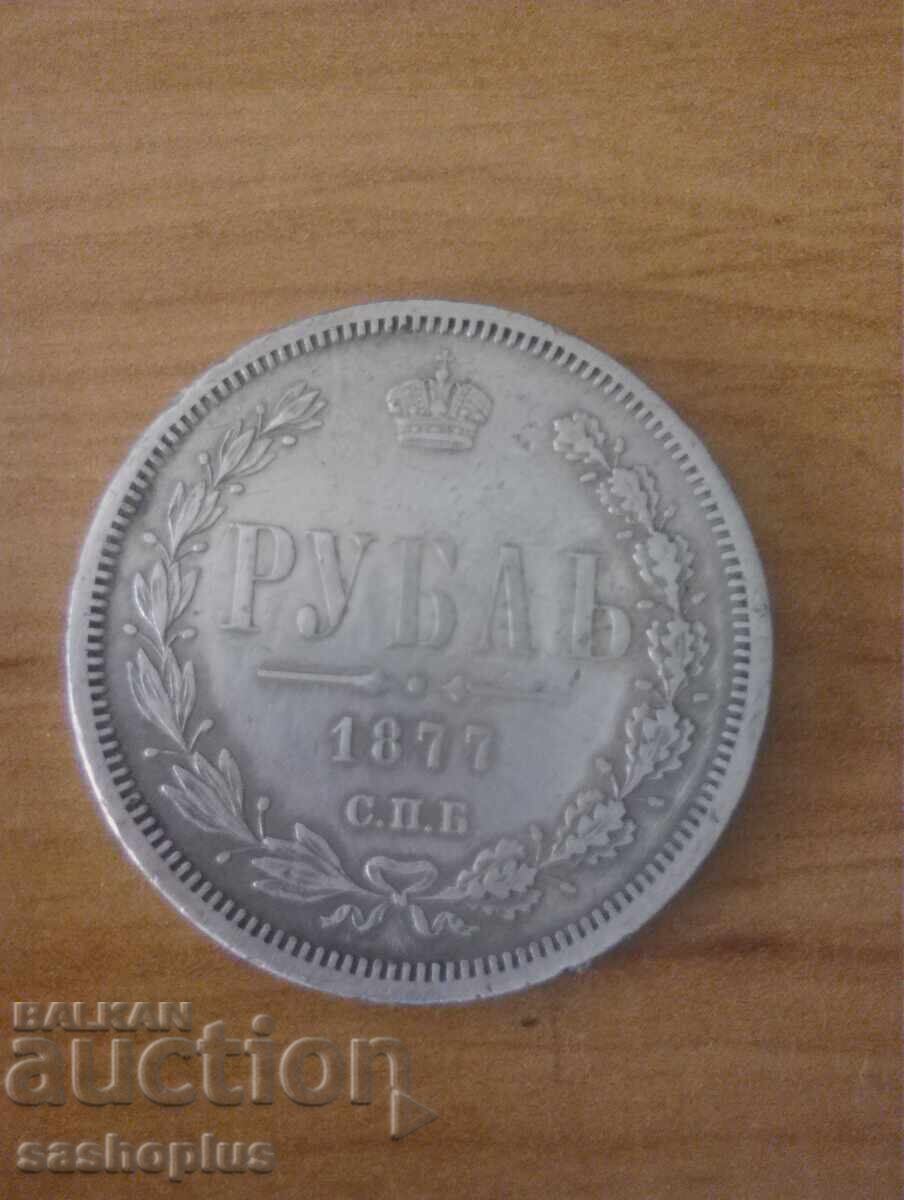 РУБЛЬ
1877
С.П.Б
BALKAN
auction
sashoplus